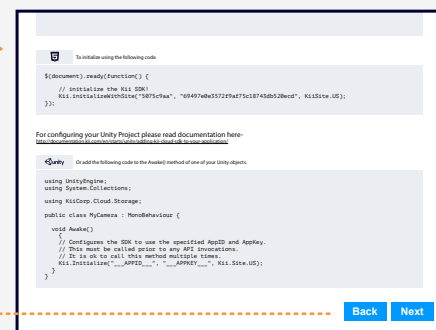 To initialize using the following code.
$(document).ready(function() {
// initialize the Kii SDK!
Kii.initializeWithSite("5075c9aa", "69497e0e3572f9af75c18743db520ecd", KiiSite.US);
});
For configuring your Unity Project please read documentation here-
http://documentation.kii.com/en/starts/unity/adding-kii-cloud-sdk-to-your-application/
unity Or add the following code to the Awake() method of one of your Unity objects.
using UnityEngine;
using System.Collections;
using KiiCorp.Cloud.Storage;
public class MyCamera : MonoBehaviour {
void Awake()
{
// Configures the SDK to use the specified AppID and AppKey.
// This must be called prior to any API invocations.
// It is ok to call this method multiple times.
Kii.Initialize("___APPID___", "___APPKEY___", Kii.Site.US);
}
}
Back Next